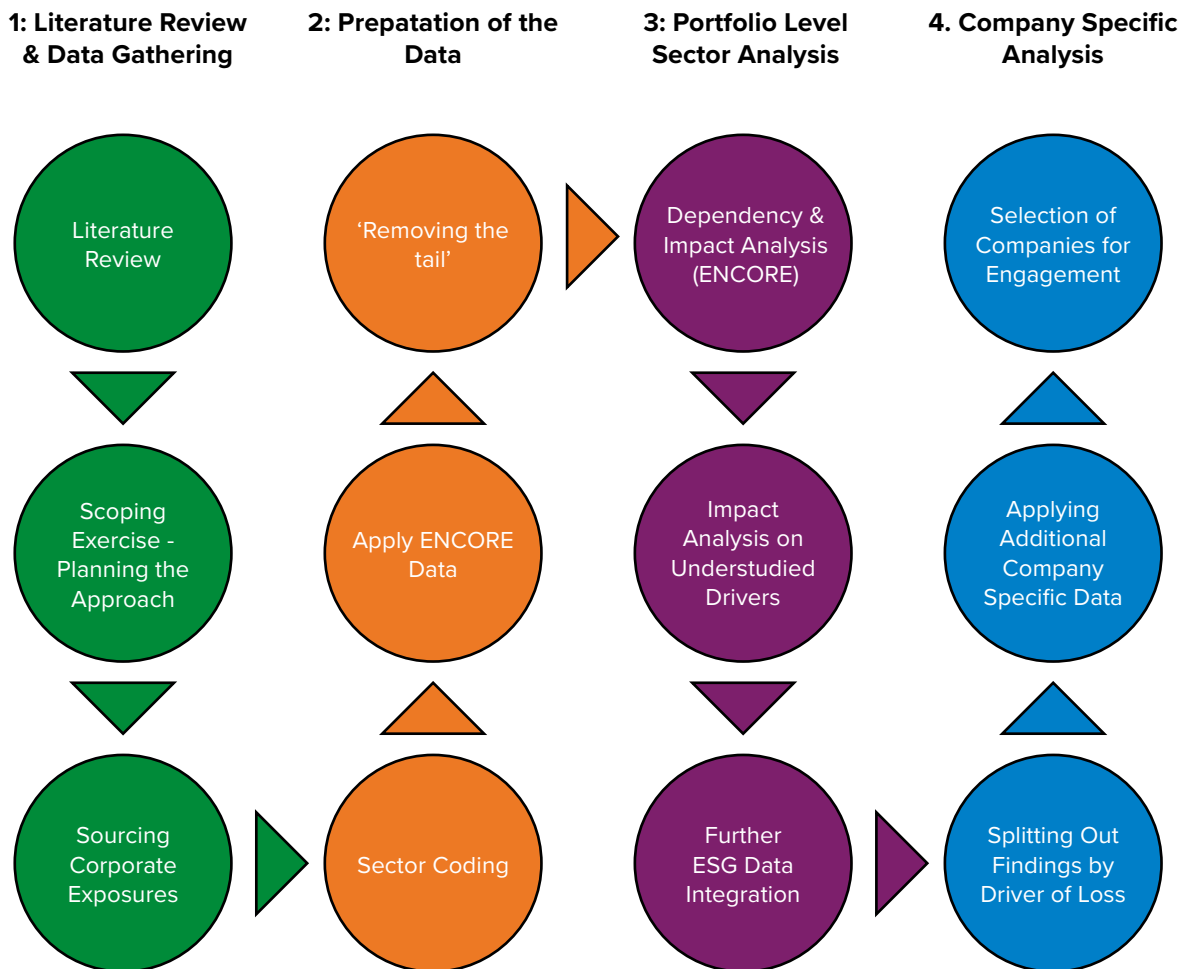 1: Literature Review
& Data Gathering
2: Prepatation of the
Data
3: Portfolio Level
Sector Analysis
4. Company Specific
Analysis
Literature
Review
Scoping
Exercise -
Planning the
Approach
Sourcing
Corporate
Exposures
Sector Coding
Apply ENCORE
Data
‘Removing the
tail’
Dependency &
Impact Analysis
(ENCORE)
Impact
Analysis on
Understudied
Drivers
Further
ESG Data
Integration
Splitting Out
Findings by
Driver of Loss
Applying
Additional
Company
Specific Data
Selection of
Companies for
Engagement